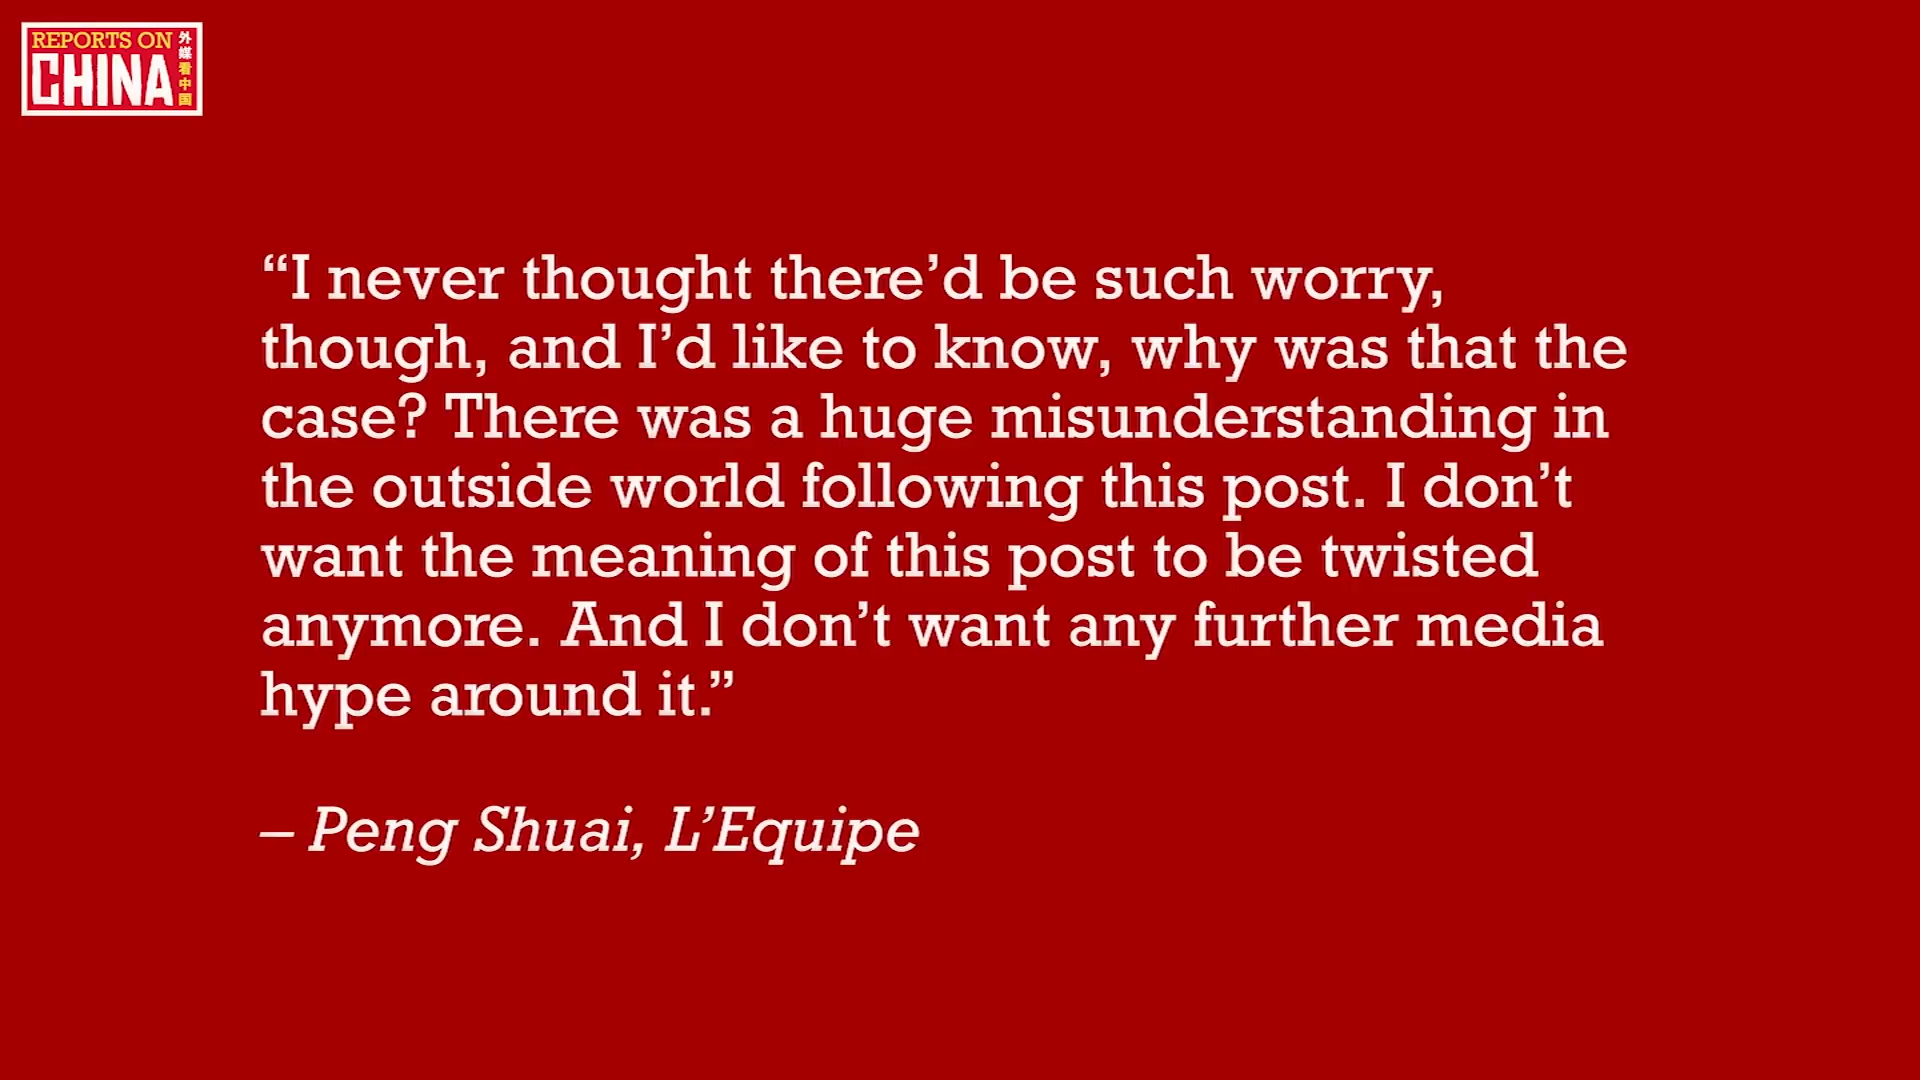 REPORTS ON
CHINA
外媒看中国
“I never thought there’d be such worry,
though, and I’d like to know, why was that the
case? There was a huge misunderstanding in
the outside world following this post. I don’t
want the meaning of this post to be twisted
anymore. And I don’t want any further media
hype around it.”
– Peng Shuai, L’Equipe